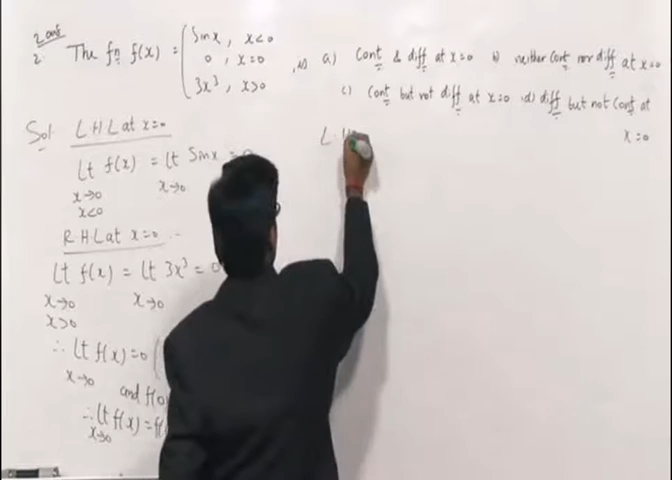 2 ans
2. The fn f(x) = { Sinx, x<0
0, x=0
3x³, x>0
is a) Cont & diff at x=0 b) neither Cont nor diff at x=0
c) Cont but not diff at x=0 d) diff but not Cont at
x=0
Sol: L H L at x=0
Lt f(x) = Lt Sinx = 0
x→0 x→0
x<0
R.H.L at x=0
Lt f(x) = Lt 3x³ = 0
x→0 x→0
x>0
∴ Lt f(x)=0 (
x→0
and f(0
∴ Lt f(x) = f(
x→0
L. H